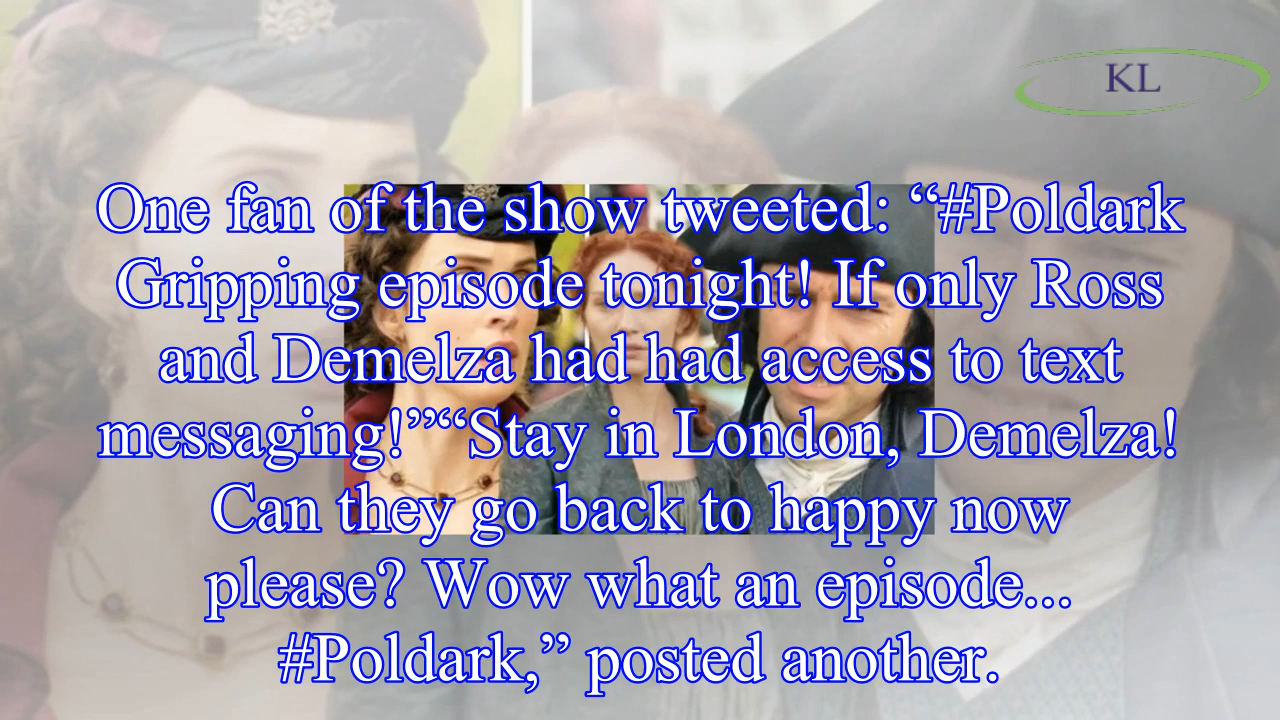 KL
One fan of the show tweeted: “#Poldark
Gripping episode tonight! If only Ross
and Demelza had had access to text
messaging!”“Stay in London, Demelza!
Can they go back to happy now
please? Wow what an episode...
#Poldark,” posted another.